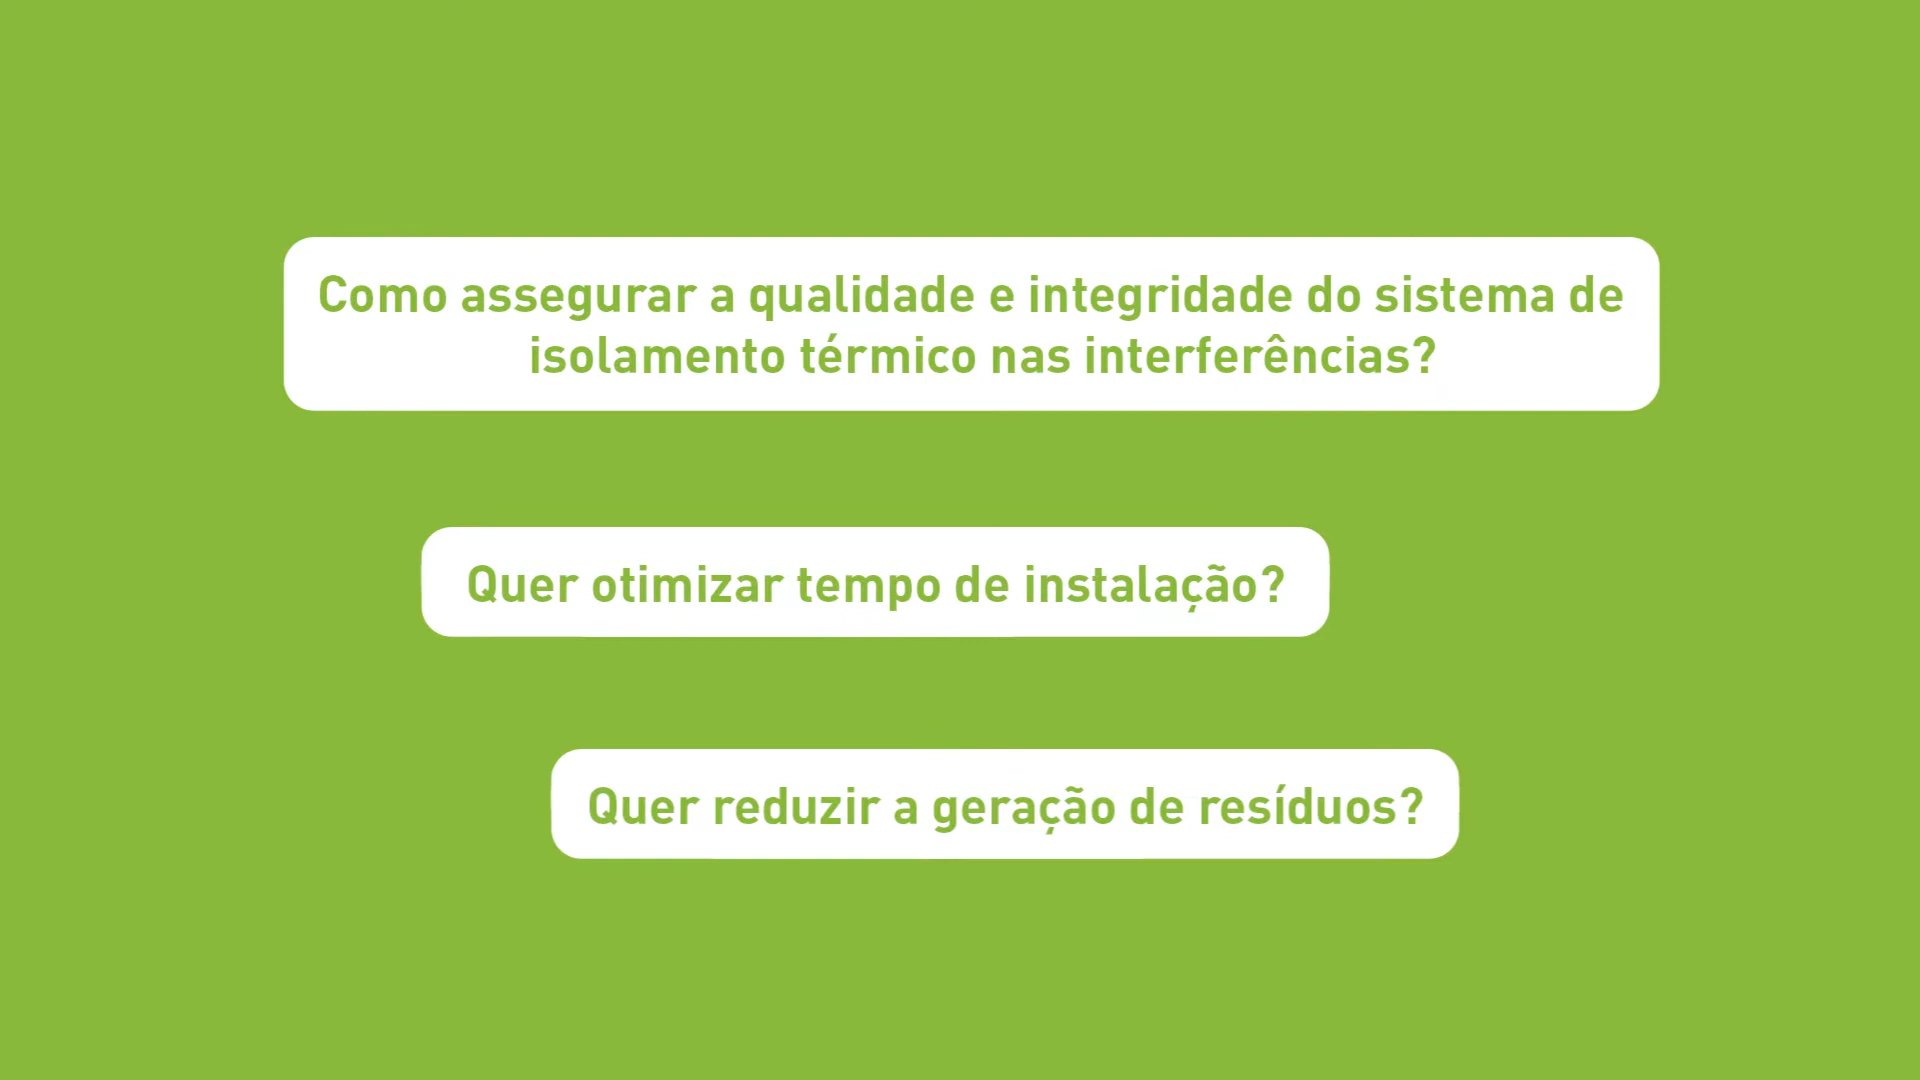 Como assegurar a qualidade e integridade do sistema de
isolamento térmico nas interferências?
Quer otimizar tempo de instalação?
Quer reduzir a geração de resíduos?